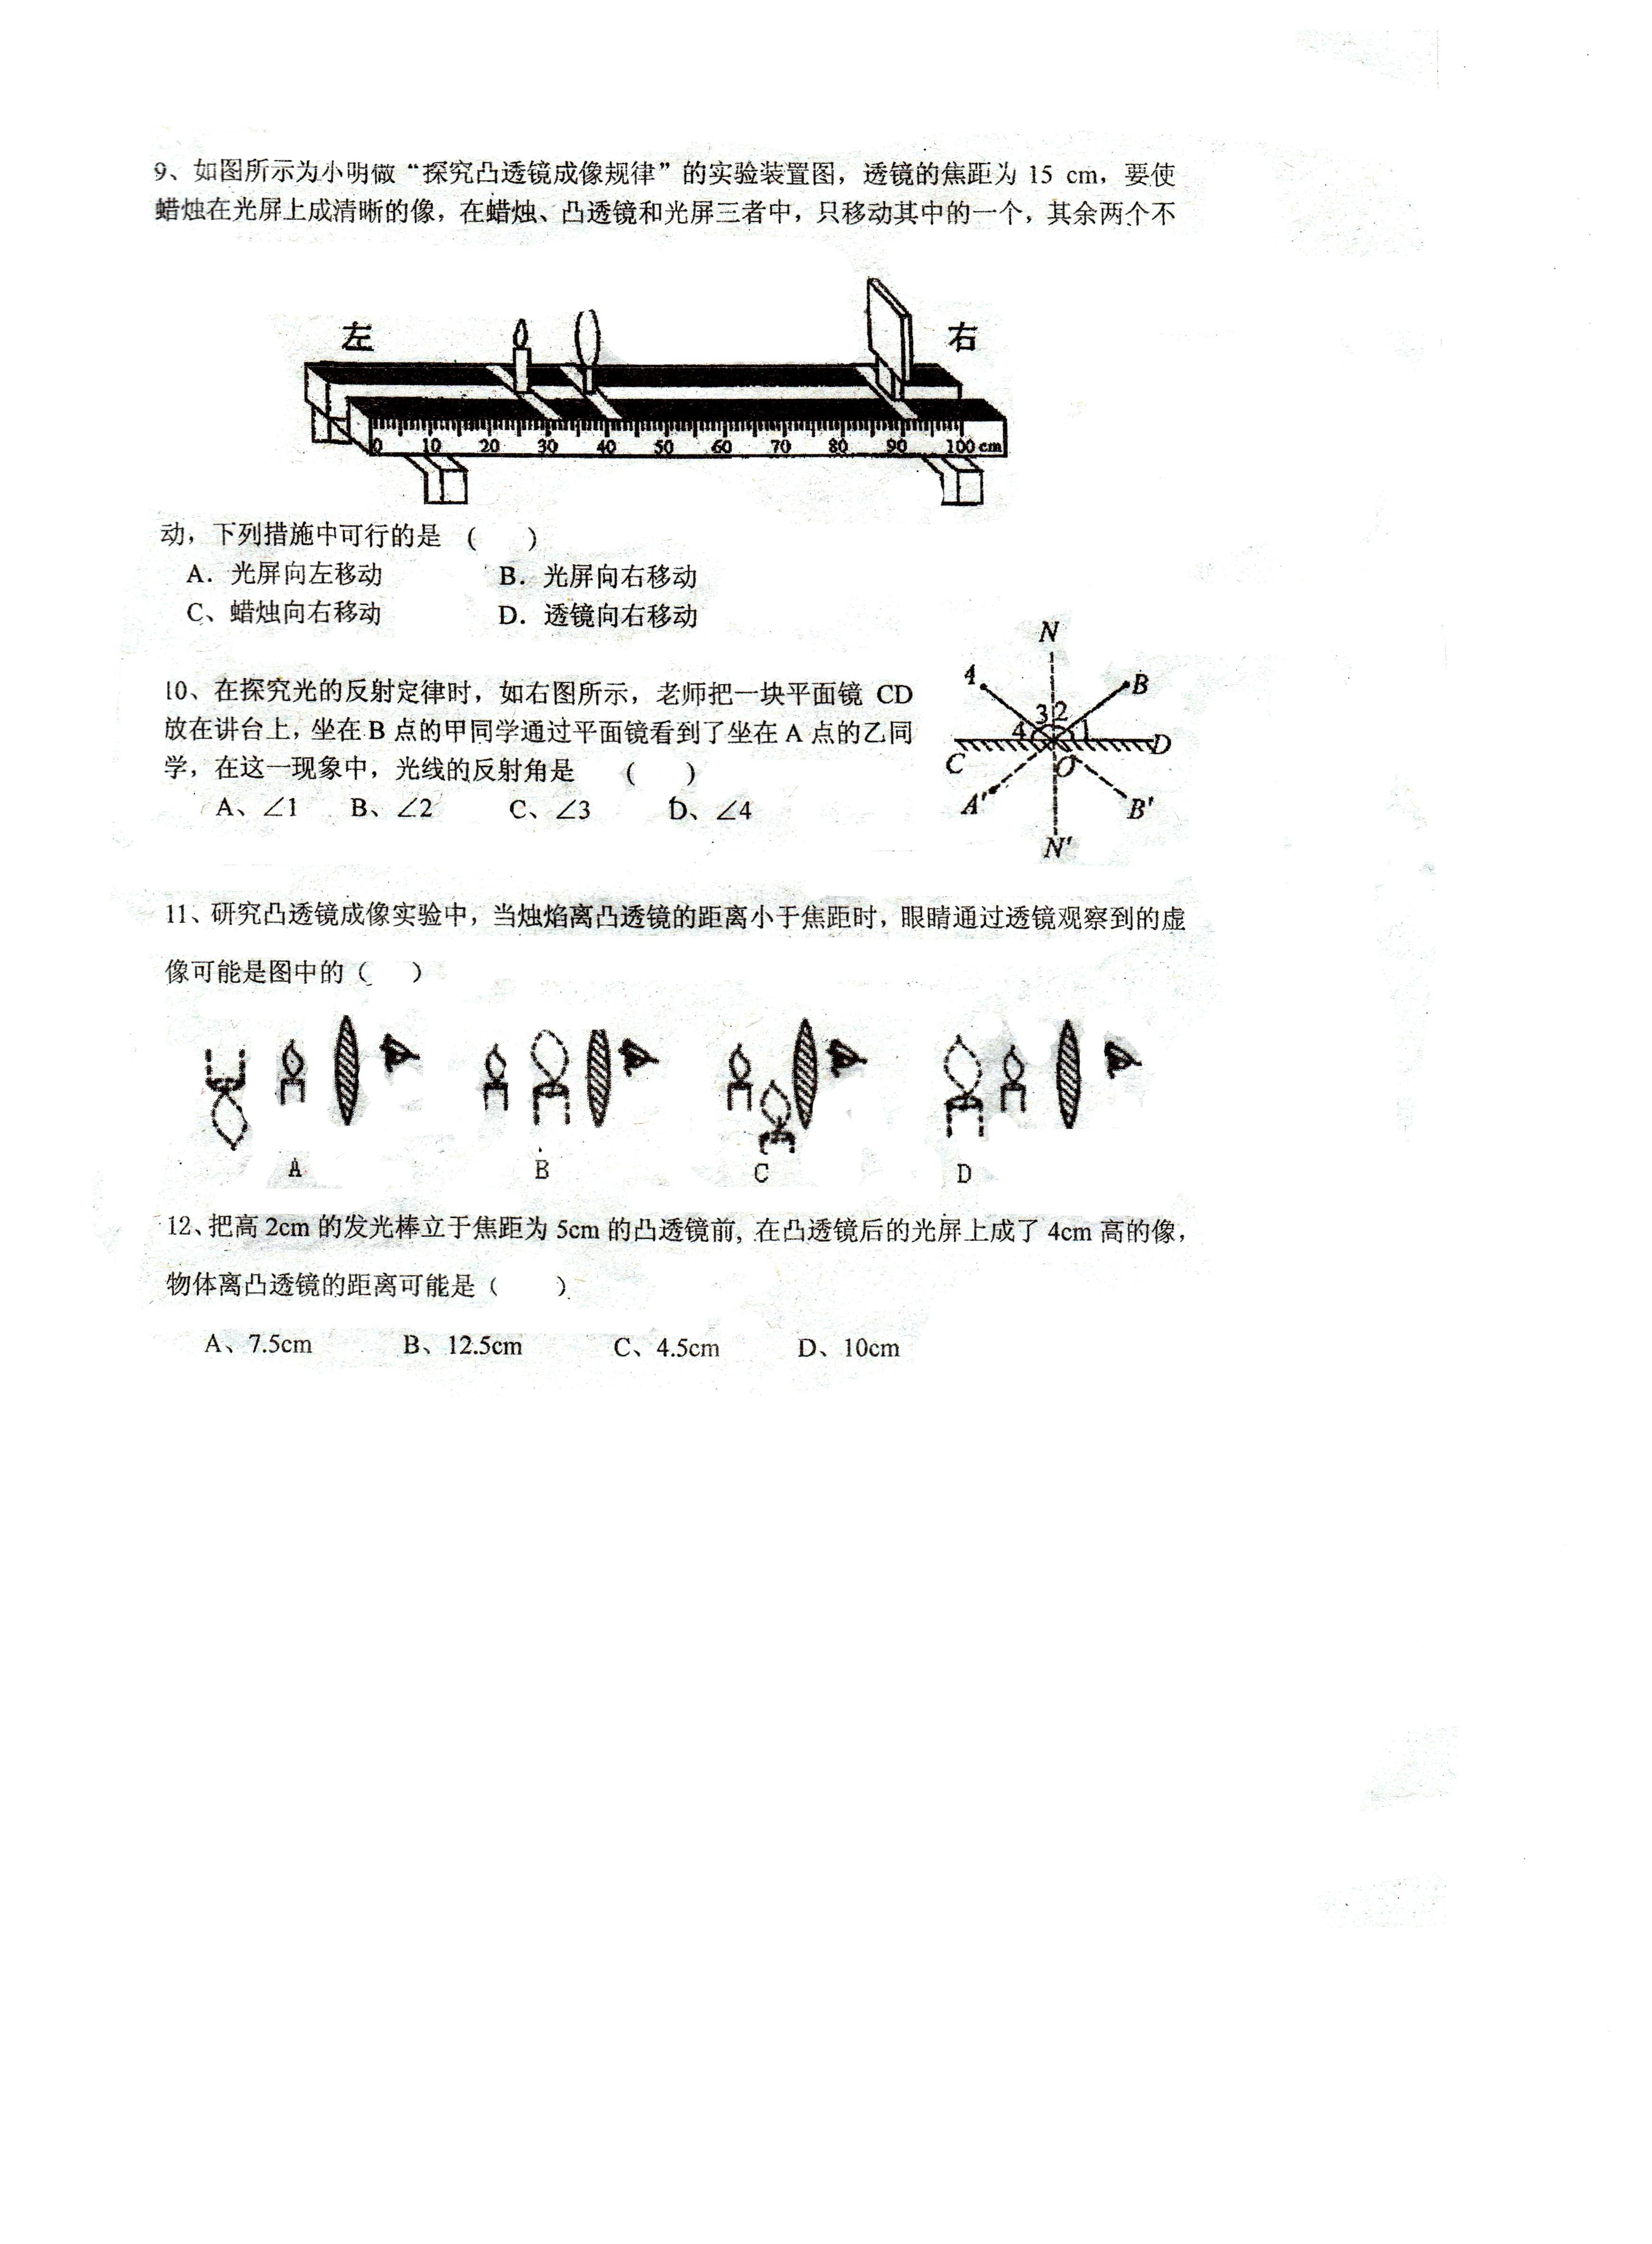 9、如图所示为小明做“探究凸透镜成像规律”的实验装置图，透镜的焦距为 15 cm，要使
蜡烛在光屏上成清晰的像，在蜡烛、凸透镜和光屏三者中，只移动其中的一个，其余两个不
左 右
0 10 20 30 40 50 60 70 80 90 100 cm
动，下列措施中可行的是 （ ）
A．光屏向左移动 B．光屏向右移动
C、蜡烛向右移动 D．透镜向右移动
10、在探究光的反射定律时，如右图所示，老师把一块平面镜 CD
放在讲台上，坐在 B 点的甲同学通过平面镜看到了坐在 A 点的乙同
学，在这一现象中，光线的反射角是 （ ）
A、∠1 B、∠2 C、∠3 D、∠4
N
4 B
3 2
4 1
C O D
A' B'
N'
11、研究凸透镜成像实验中，当烛焰离凸透镜的距离小于焦距时，眼睛通过透镜观察到的虚
像可能是图中的（ ）
A B C D
12、把高 2cm 的发光棒立于焦距为 5cm 的凸透镜前, 在凸透镜后的光屏上成了 4cm 高的像，
物体离凸透镜的距离可能是（ ）
A、7.5cm B、12.5cm C、4.5cm D、10cm